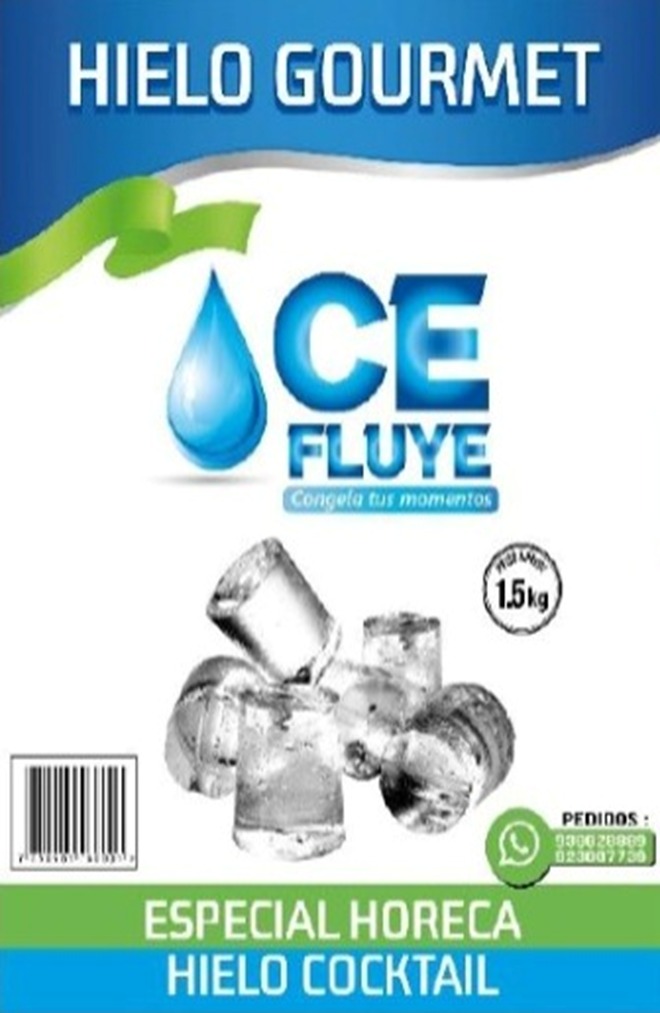 HIELO GOURMET
CE
FLUYE
Congela tus momentos
1.5kg
PEDIDOS :
ESPECIAL HORECA
HIELO COCKTAIL